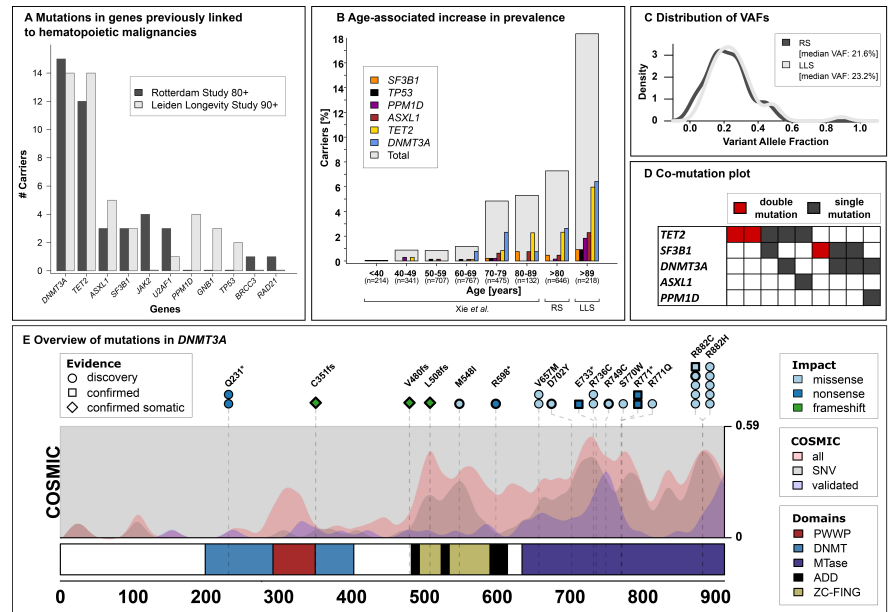 A Mutations in genes previously linked
to hematopoietic malignancies
# Carriers
14
12
10
8
6
4
2
0
Rotterdam Study 80+
Leiden Longevity Study 90+
DNMT3A
TET2
ASXL1
SF3B1
JAK2
U2AF1
PPM1D
GNB1
TP53
BRCC3
RAD21
Genes
B Age-associated increase in prevalence
Carriers [%]
18
16
14
12
10
8
6
4
2
0
SF3B1
TP53
PPM1D
ASXL1
TET2
DNMT3A
Total
<40 40-49 50-59 60-69 70-79 80-89 >80 >89
(n=214) (n=341) (n=707) (n=767) (n=475) (n=132) (n=646) (n=218)
Age [years]
Xie et al. RS LLS
C Distribution of VAFs
Density
3
2
1
0
RS
[median VAF: 21.6%]
LLS
[median VAF: 23.2%]
0.0 0.2 0.4 0.6 0.8 1.0
Variant Allele Fraction
D Co-mutation plot
double
mutation
single
mutation
TET2
SF3B1
DNMT3A
ASXL1
PPM1D
E Overview of mutations in DNMT3A
Evidence
discovery
confirmed
confirmed somatic
Q231*
C351fs
V480fs
L508fs
M548I
R598*
V657M
D702Y
E733*
R736C
R749C
S770W
R771*
R771Q
R882C
R882H
Impact
missense
nonsense
frameshift
COSMIC
0.59
0
COSMIC
all
SNV
validated
Domains
PWWP
DNMT
MTase
ADD
ZC-FING
0 100 200 300 400 500 600 700 800 900